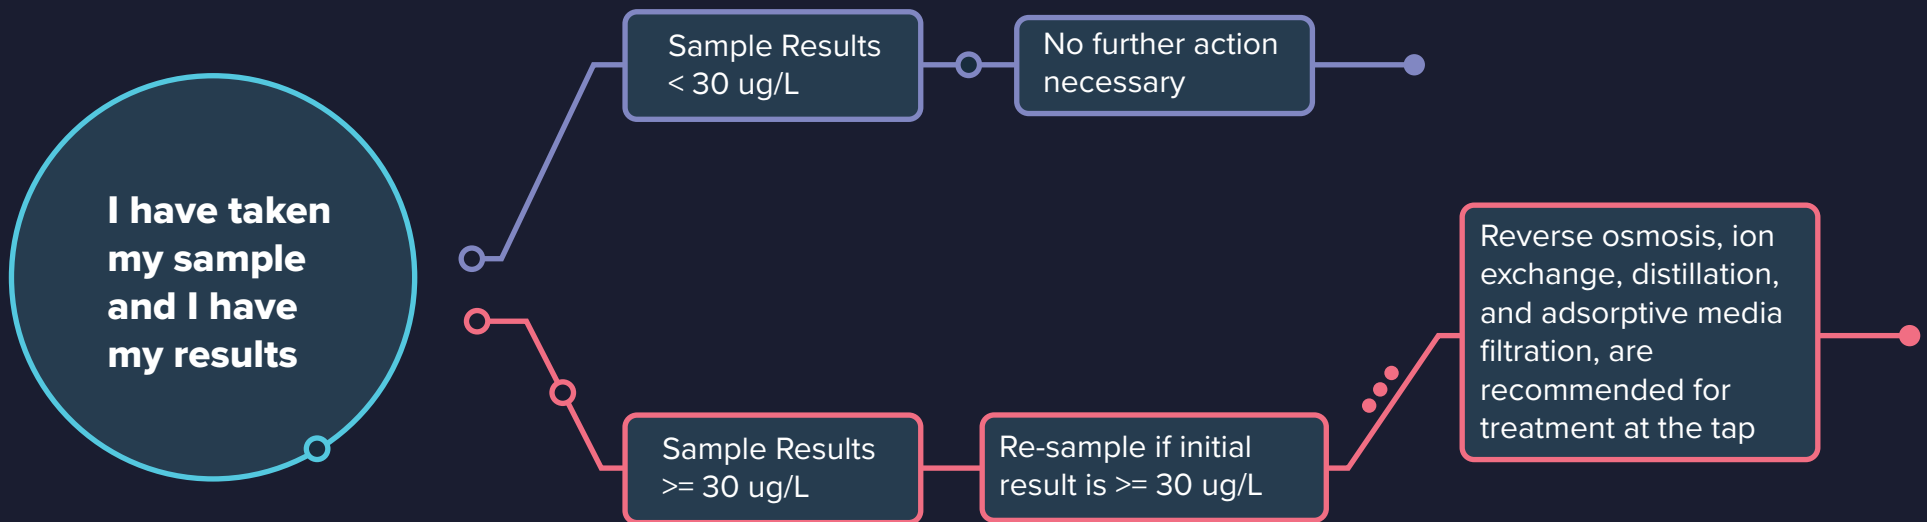 I have taken
my sample
and I have
my results
Sample Results
< 30 ug/L
No further action
necessary
Sample Results
>= 30 ug/L
Re-sample if initial
result is >= 30 ug/L
Reverse osmosis, ion
exchange, distillation,
and adsorptive media
filtration, are
recommended for
treatment at the tap